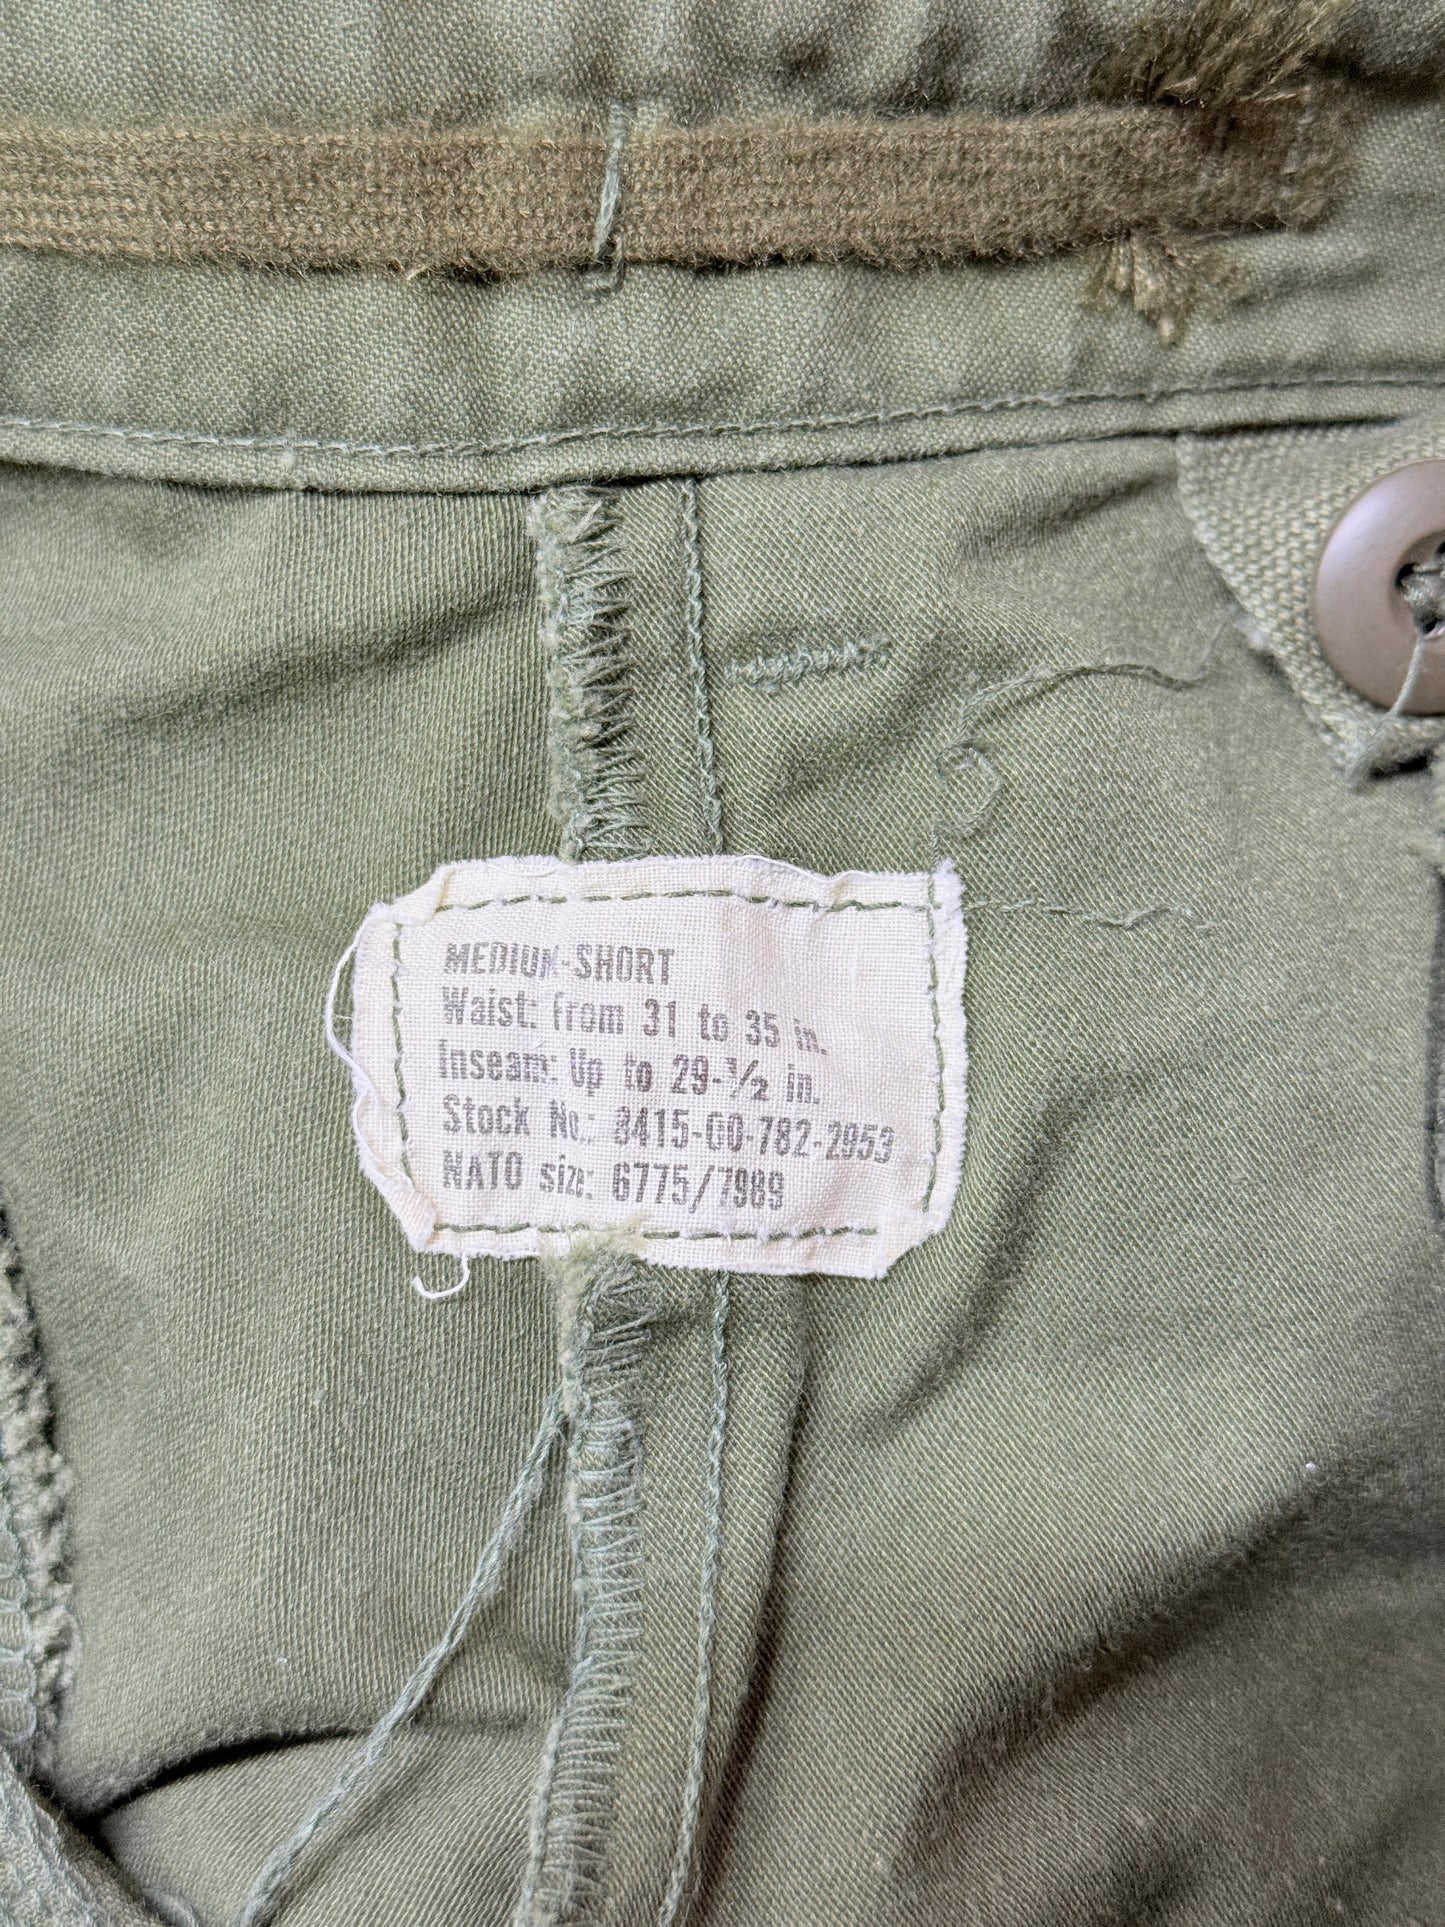 MEDIUM-SHORT
Waist: from 31 to 35 in.
Inseam: Up to 29-1/2 in.
Stock No.: 8415-00-782-2953
NATO size: 6775/7989